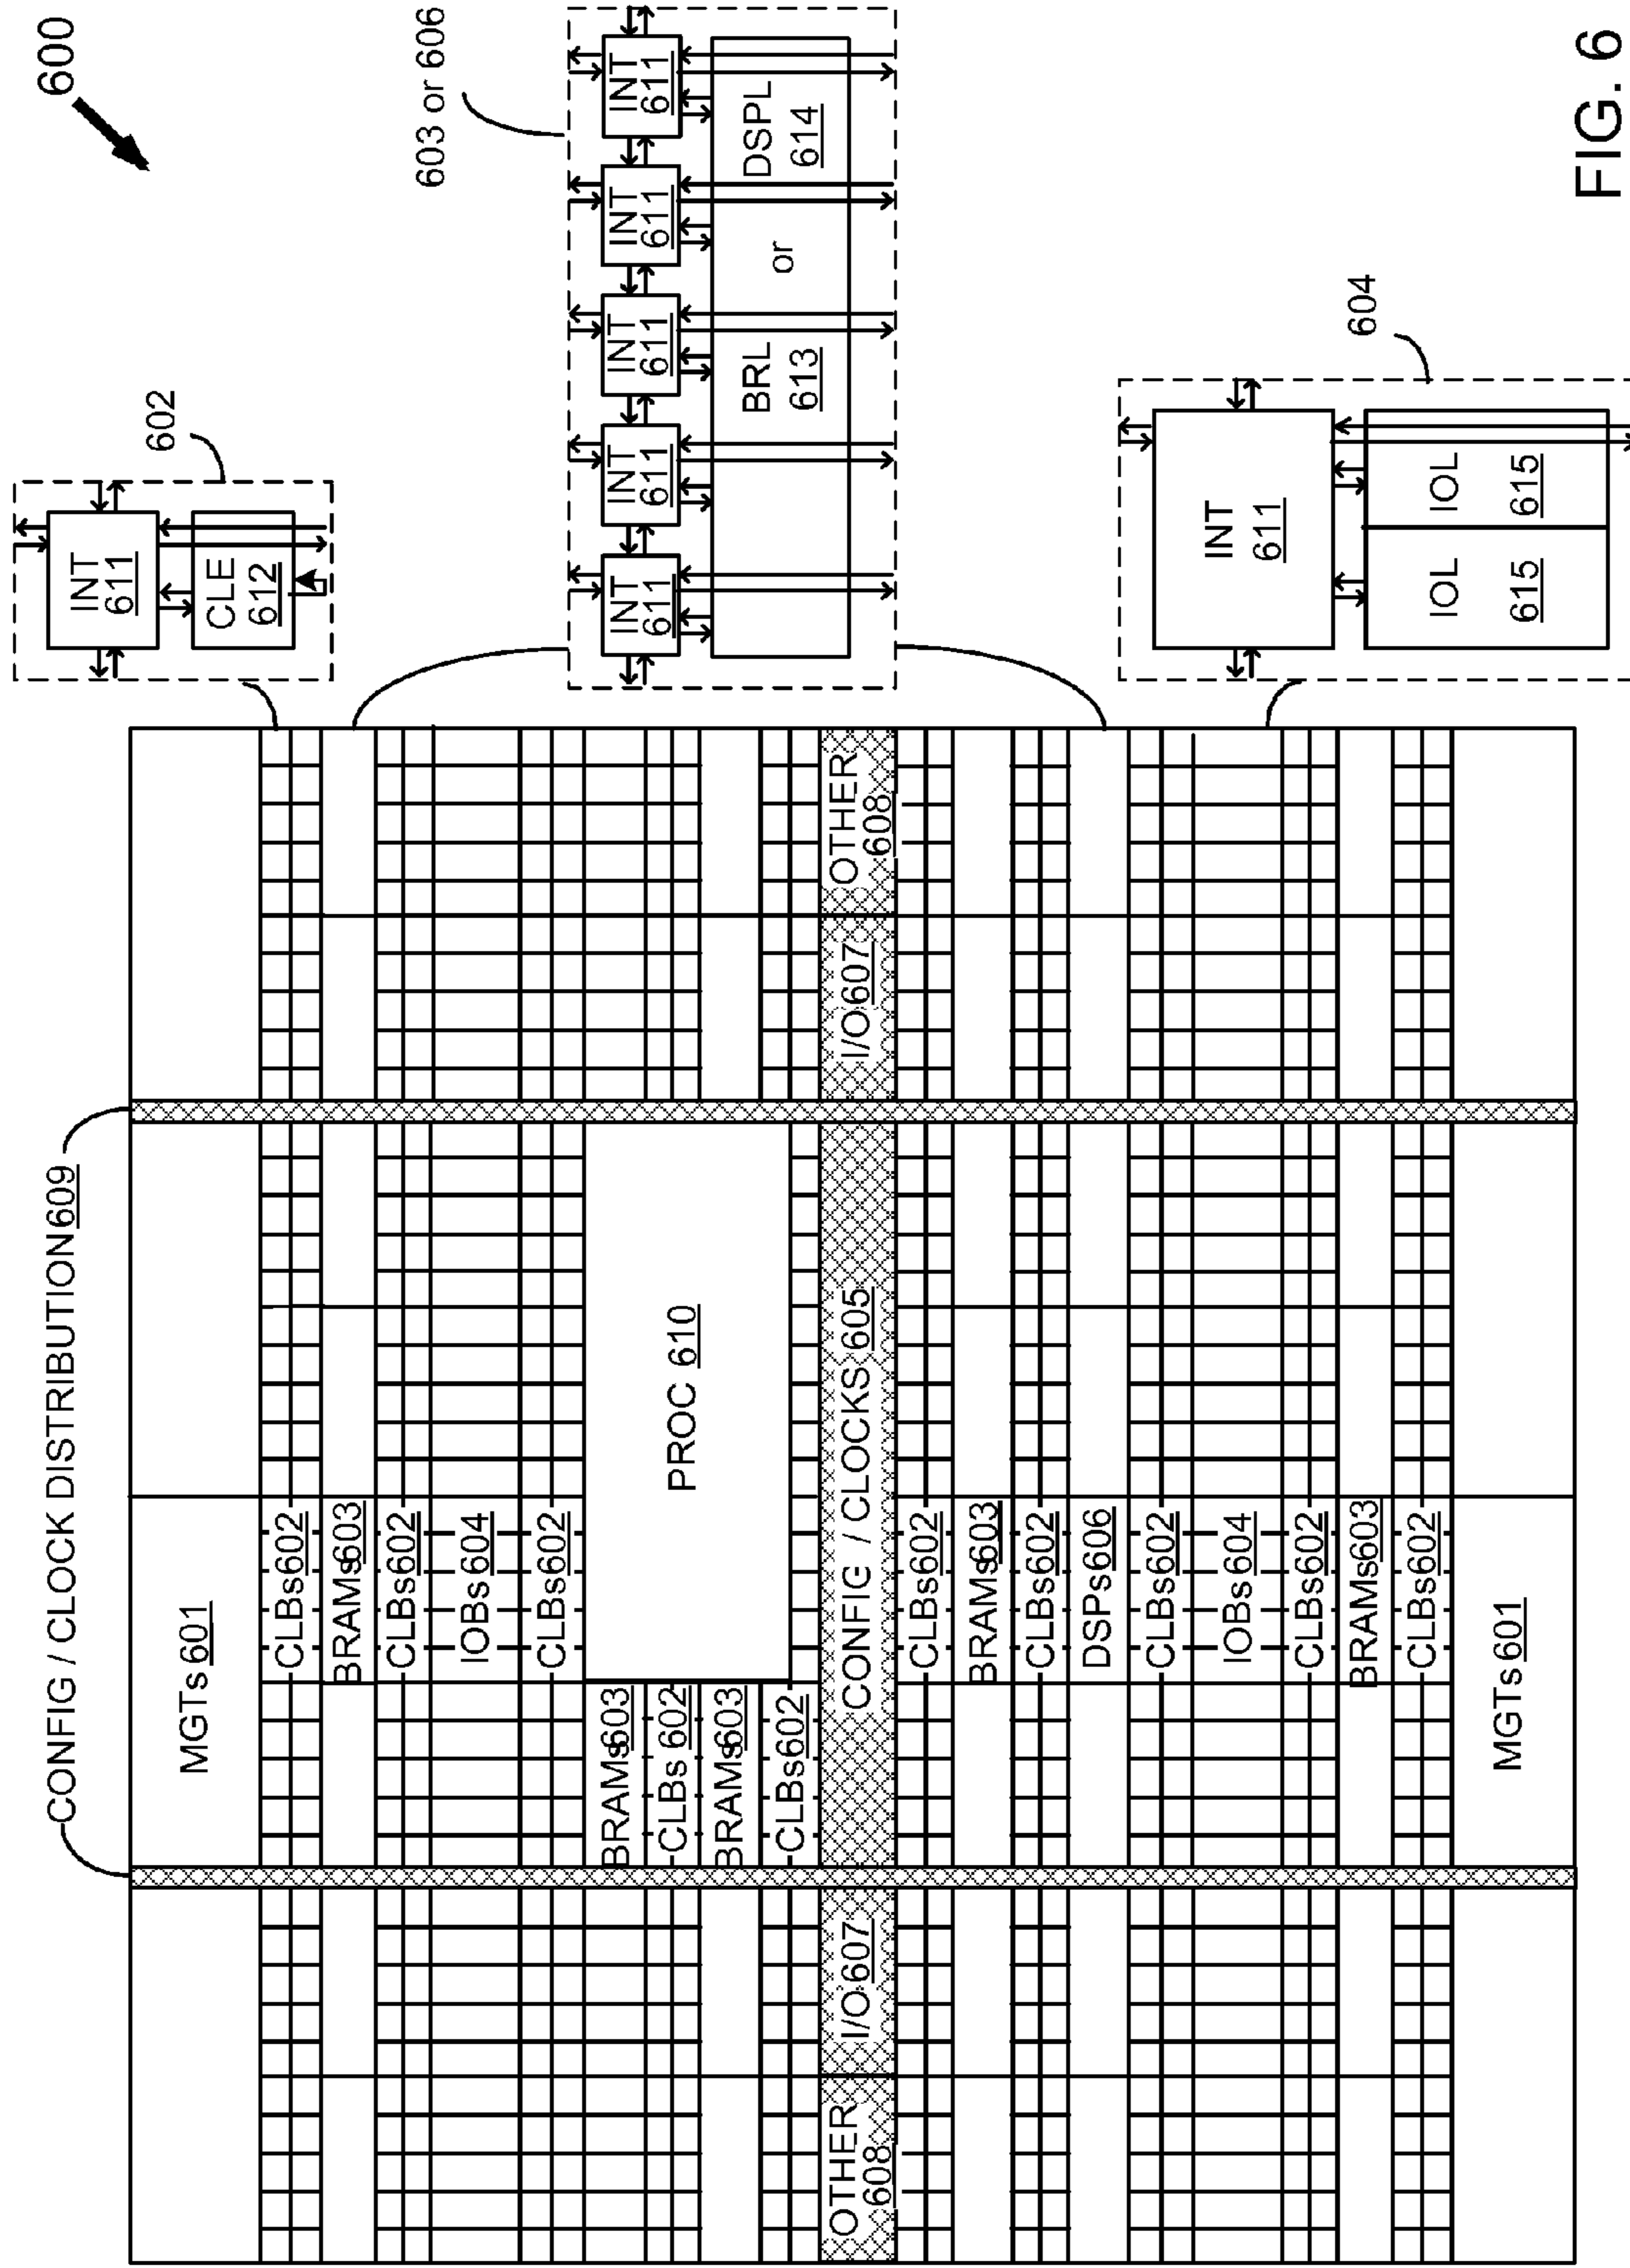 600
CONFIG / CLOCK DISTRIBUTION 609
MGTs 601
CLBs 602
BRAMs 603
CLBs 602
IOBs 604
CLBs 602
BRAMs 603
CLBs 602
BRAMs 603
CLBs 602
PROC 610
OTHER
608
I/O 607
CONFIG / CLOCKS 605
I/O 607
OTHER
608
CLBs 602
BRAMs 603
CLBs 602
DSPs 606
CLBs 602
IOBs 604
CLBs 602
BRAMs 603
CLBs 602
MGTs 601
602
INT
611
CLE
612
603 or 606
INT
611
INT
611
INT
611
INT
611
INT
611
BRL
613
or
DSPL
614
604
INT
611
IOL
615
IOL
615
FIG. 6